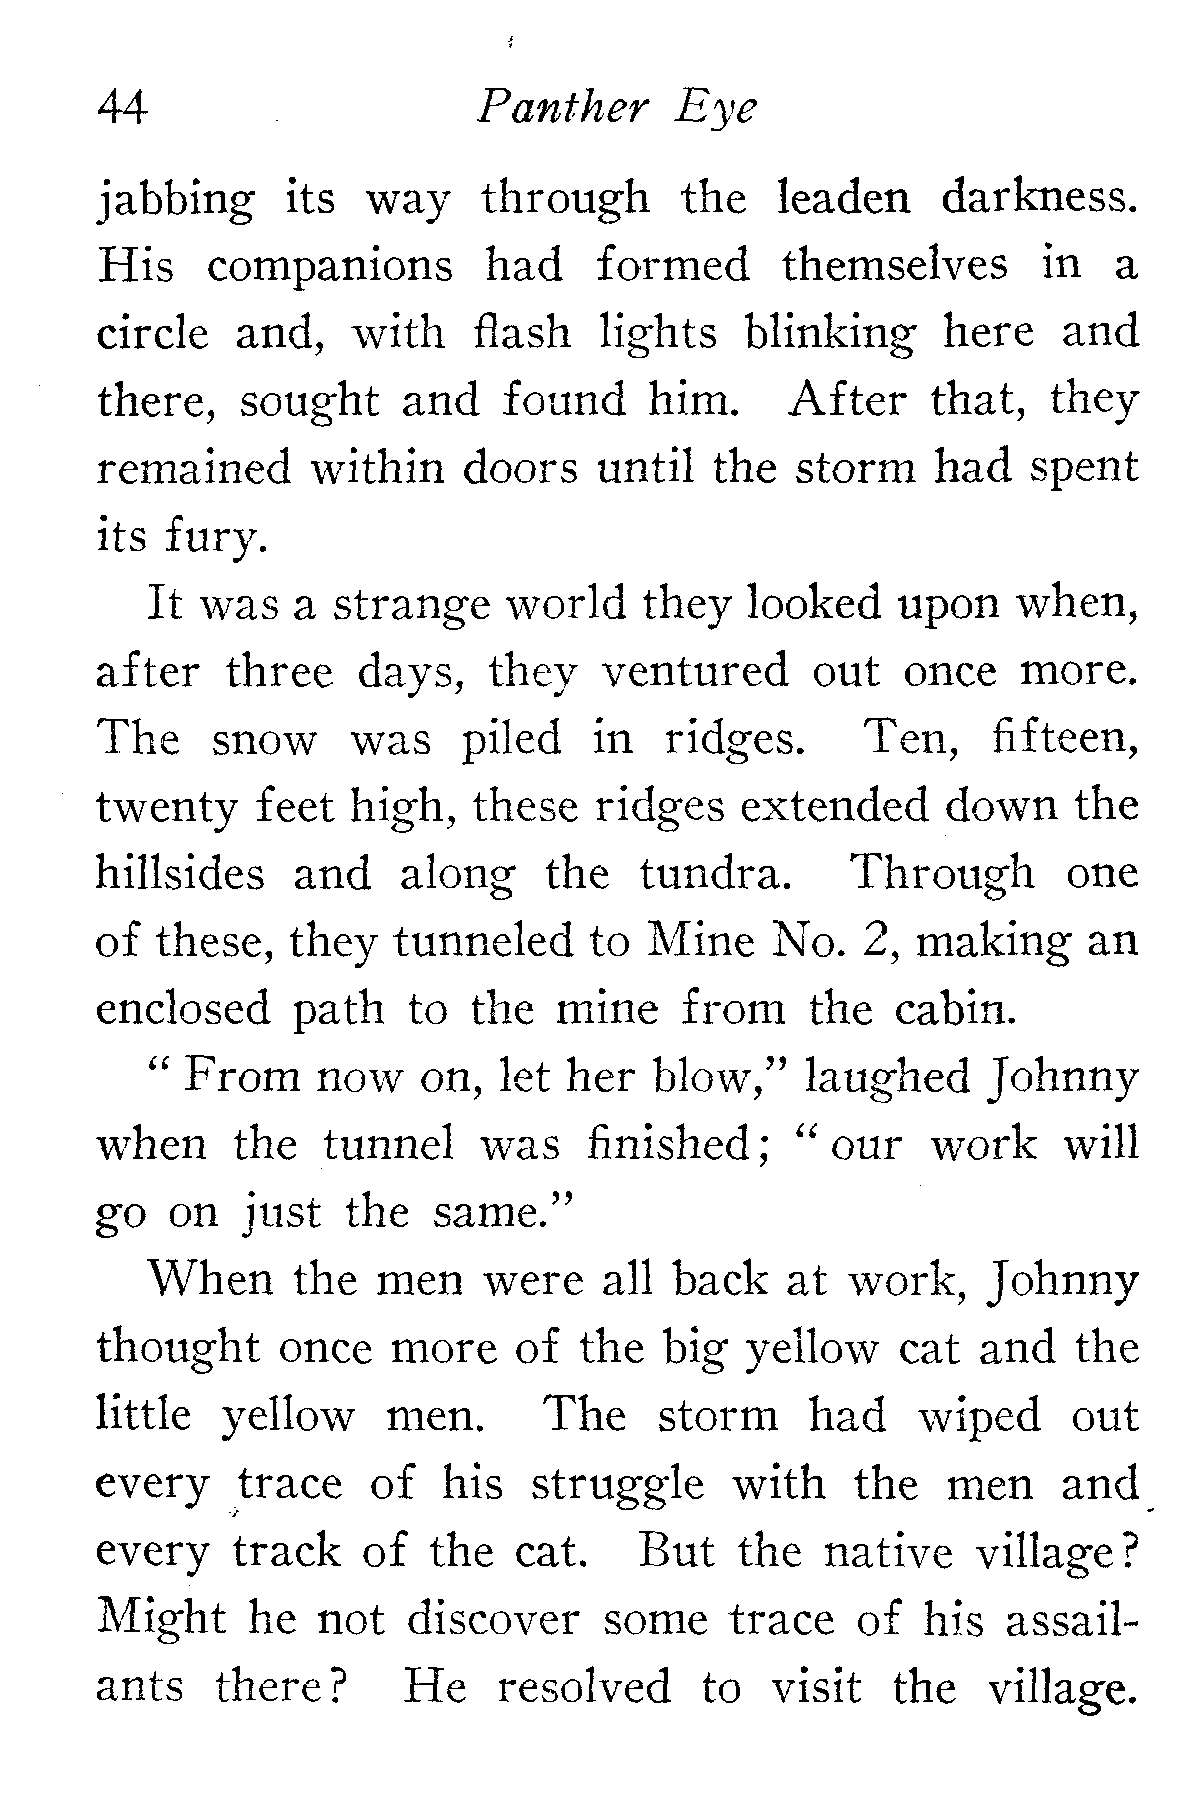 44 Panther Eye
jabbing its way through the leaden darkness.
His companions had formed themselves in a
circle and, with flash lights blinking here and
there, sought and found him. After that, they
remained within doors until the storm had spent
its fury.
It was a strange world they looked upon when,
after three days, they ventured out once more.
The snow was piled in ridges. Ten, fifteen,
twenty feet high, these ridges extended down the
hillsides and along the tundra. Through one
of these, they tunneled to Mine No. 2, making an
enclosed path to the mine from the cabin.
“ From now on, let her blow,” laughed Johnny
when the tunnel was finished; “ our work will
go on just the same.”
When the men were all back at work, Johnny
thought once more of the big yellow cat and the
little yellow men. The storm had wiped out
every trace of his struggle with the men and
every track of the cat. But the native village?
Might he not discover some trace of his assail-
ants there? He resolved to visit the village.